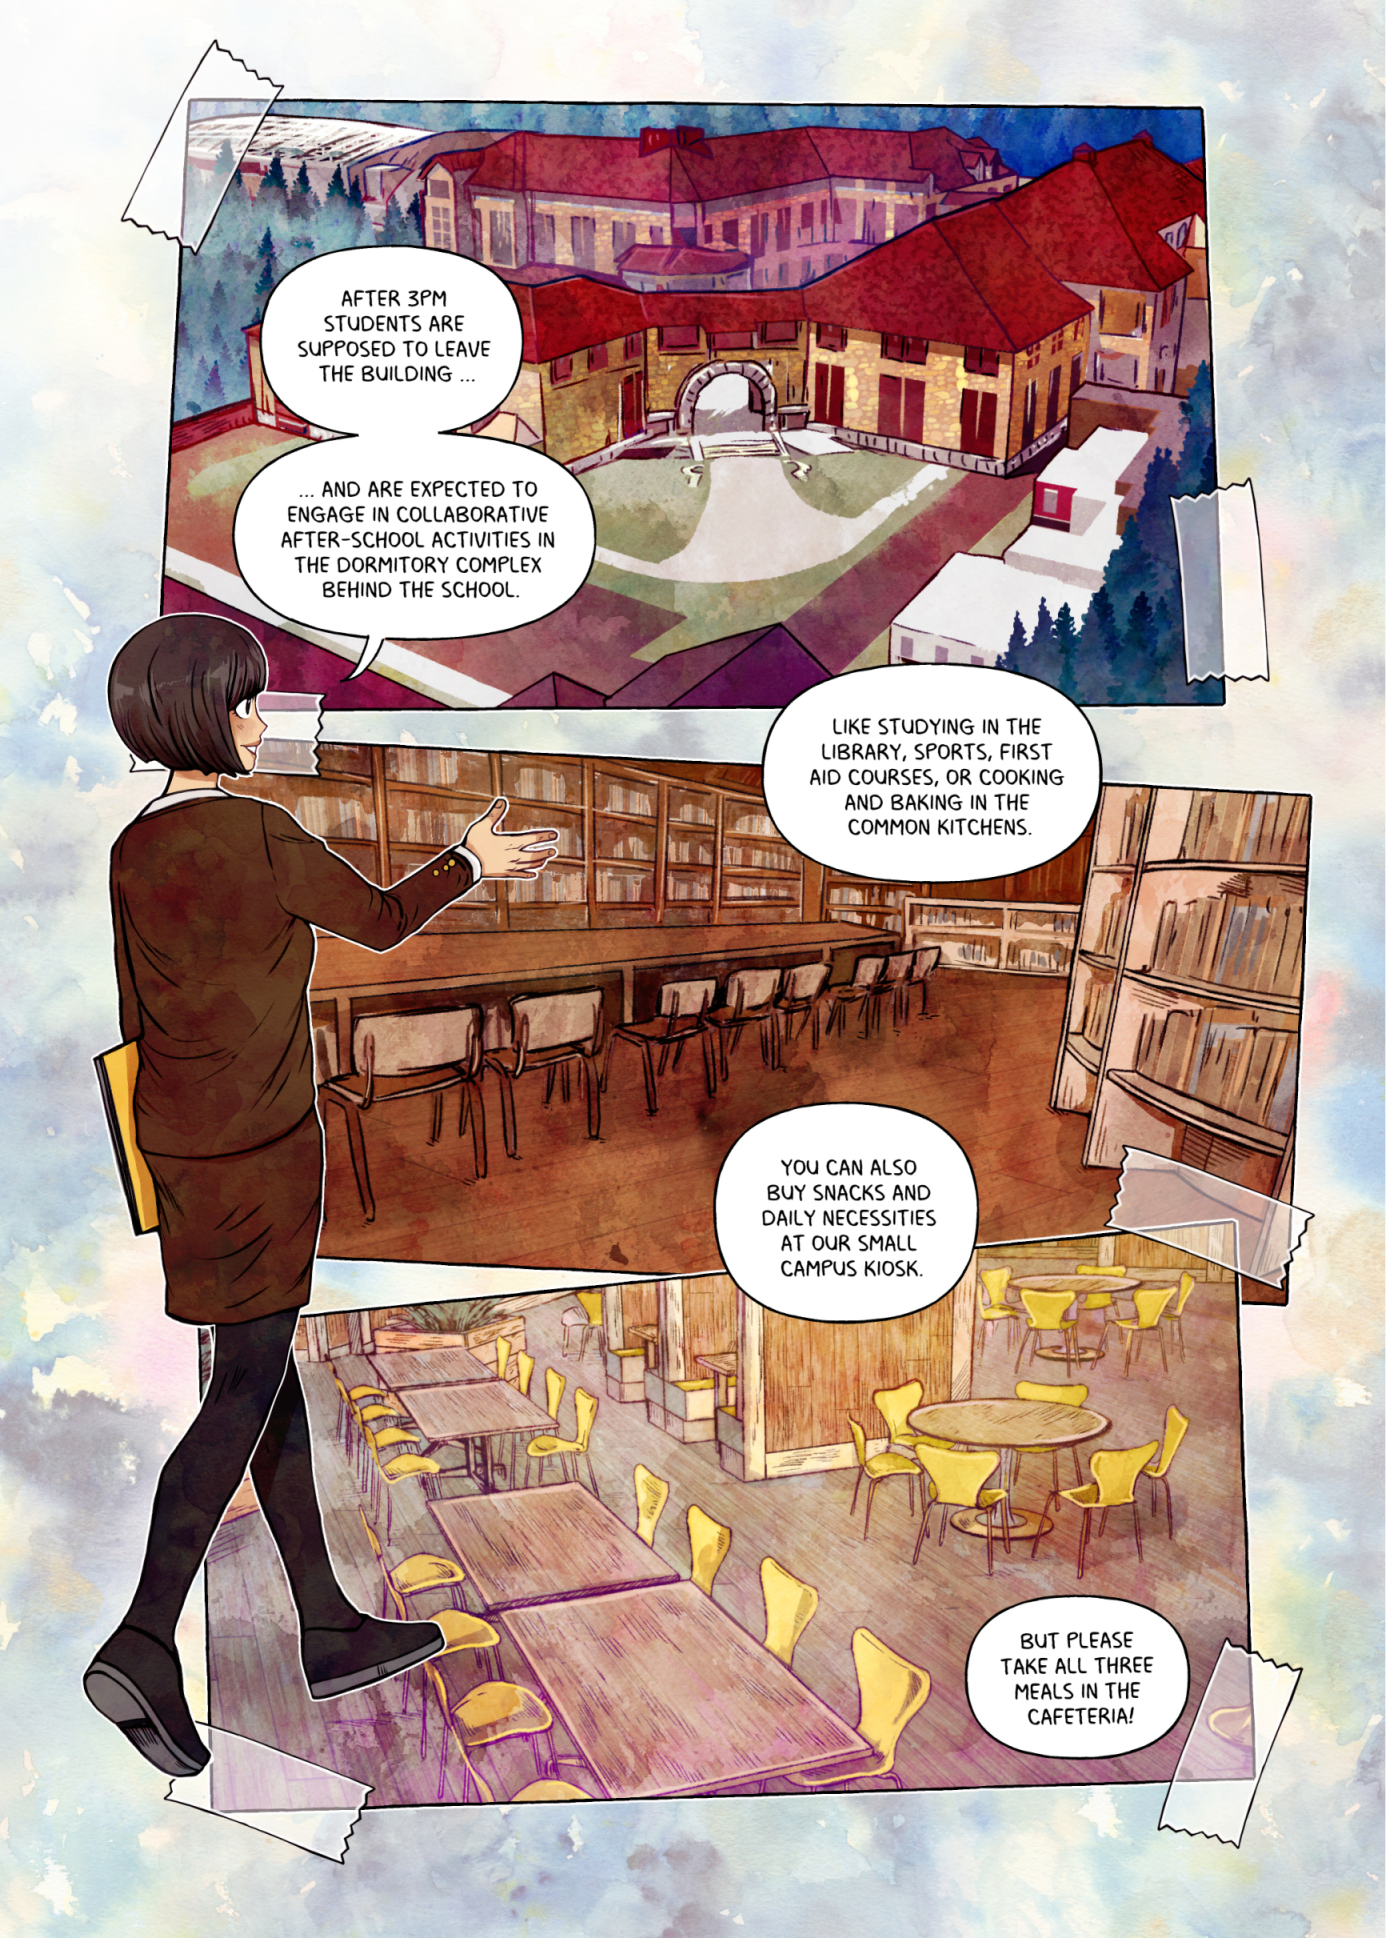 AFTER 3PM
STUDENTS ARE
SUPPOSED TO LEAVE
THE BUILDING ...
... AND ARE EXPECTED TO
ENGAGE IN COLLABORATIVE
AFTER-SCHOOL ACTIVITIES IN
THE DORMITORY COMPLEX
BEHIND THE SCHOOL.
LIKE STUDYING IN THE
LIBRARY, SPORTS, FIRST
AID COURSES, OR COOKING
AND BAKING IN THE
COMMON KITCHENS.
YOU CAN ALSO
BUY SNACKS AND
DAILY NECESSITIES
AT OUR SMALL
CAMPUS KIOSK.
BUT PLEASE
TAKE ALL THREE
MEALS IN THE
CAFETERIA!